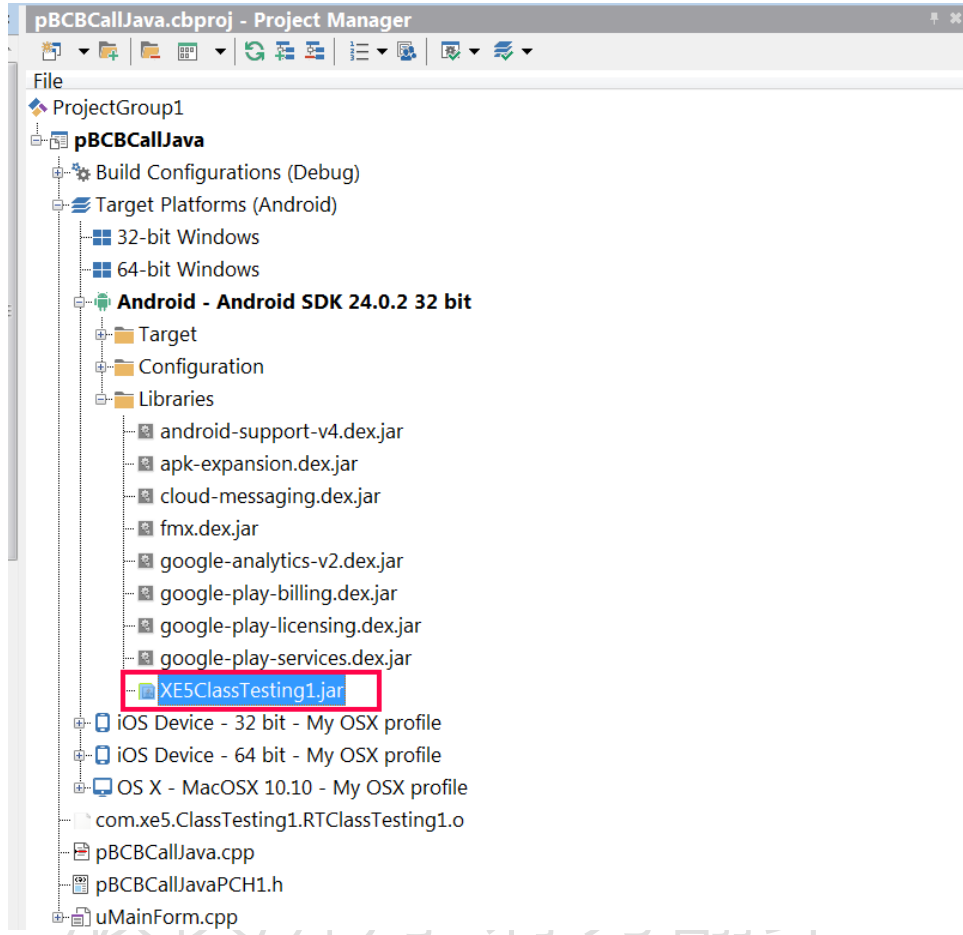 pBCBCallJava.cbproj - Project Manager
File
ProjectGroup1
pBCBCallJava
Build Configurations (Debug)
Target Platforms (Android)
32-bit Windows
64-bit Windows
Android - Android SDK 24.0.2 32 bit
Target
Configuration
Libraries
android-support-v4.dex.jar
apk-expansion.dex.jar
cloud-messaging.dex.jar
fmx.dex.jar
google-analytics-v2.dex.jar
google-play-billing.dex.jar
google-play-licensing.dex.jar
google-play-services.dex.jar
XE5ClassTesting1.jar
iOS Device - 32 bit - My OSX profile
iOS Device - 64 bit - My OSX profile
OS X - MacOSX 10.10 - My OSX profile
com.xe5.ClassTesting1.RTClassTesting1.o
pBCBCallJava.cpp
pBCBCallJavaPCH1.h
uMainForm.cpp